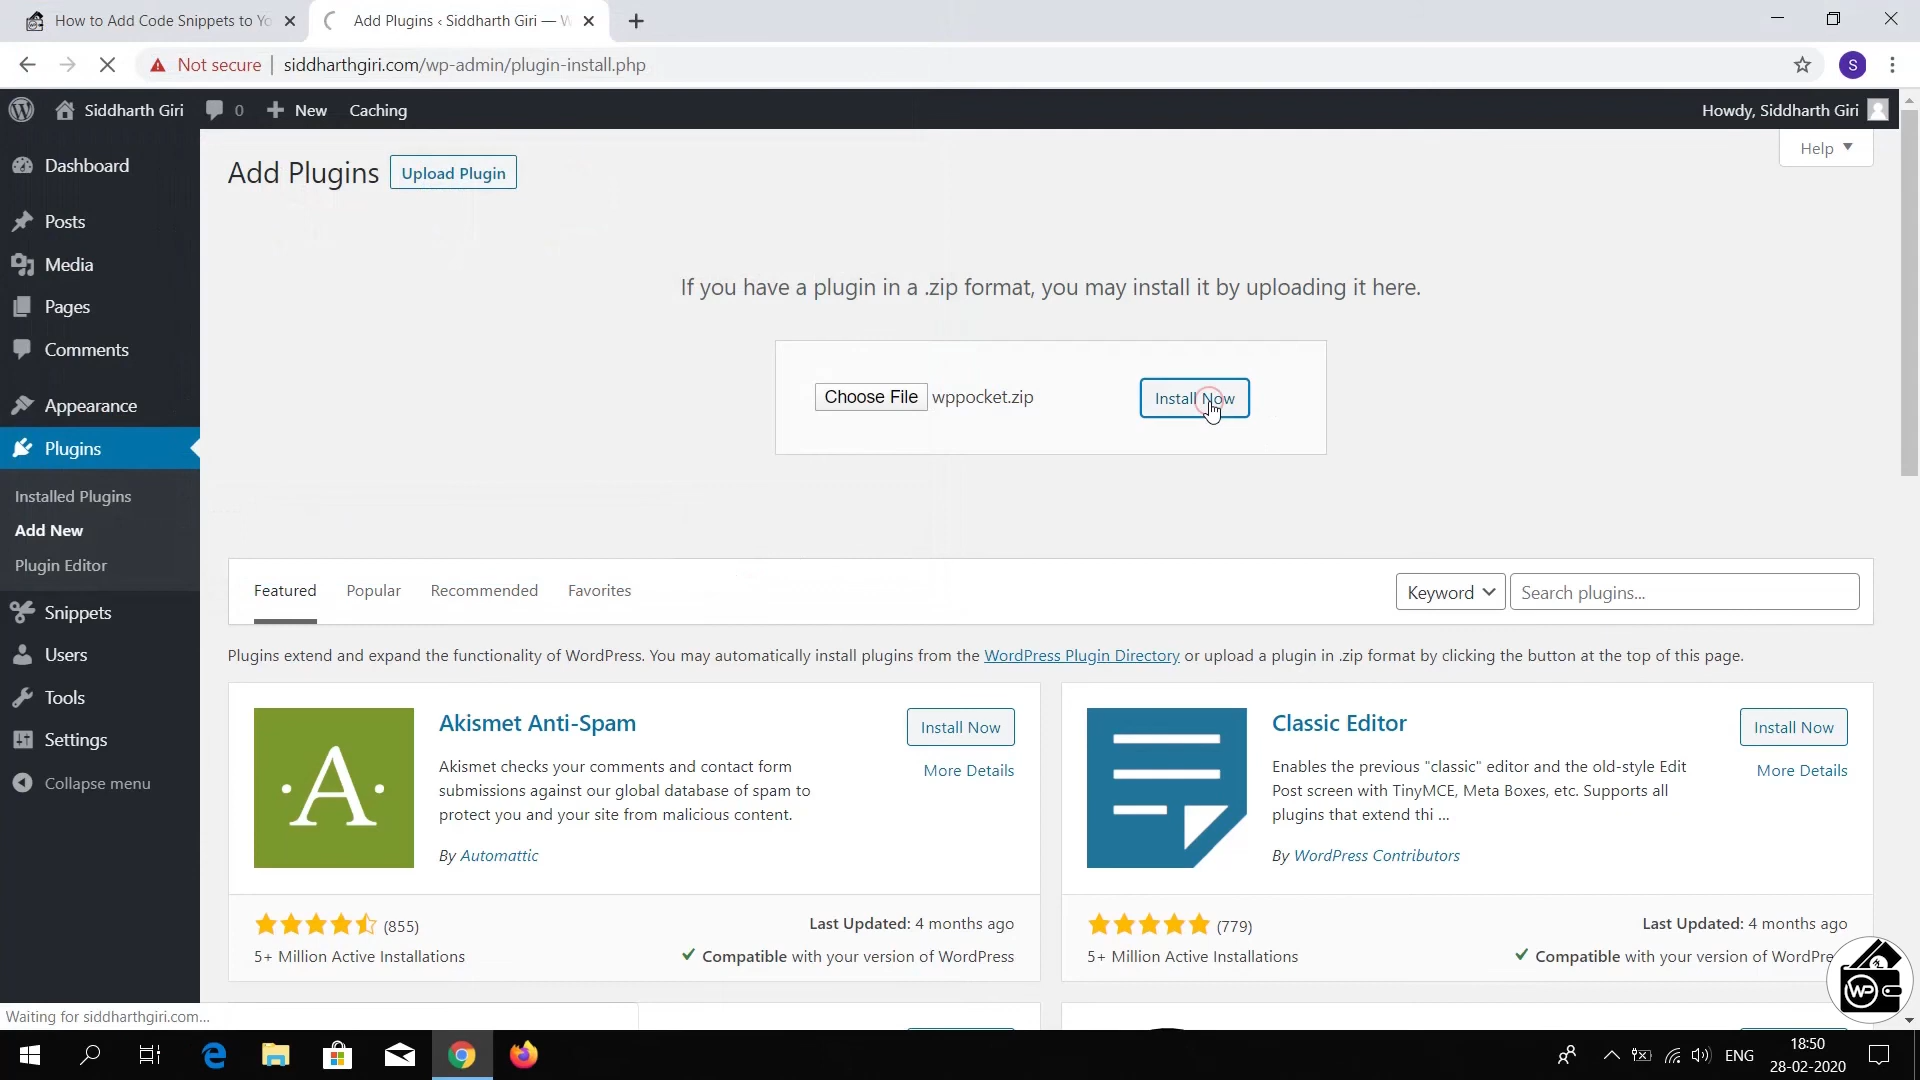 How to Add Code Snippets to Yo
Add Plugins ‹ Siddharth Giri — W
Not secure | siddharthgiri.com/wp-admin/plugin-install.php
S
Siddharth Giri 0 New Caching
Howdy, Siddharth Giri
Help
Dashboard
Posts
Media
Pages
Comments
Appearance
Plugins
Installed Plugins
Add New
Plugin Editor
Snippets
Users
Tools
Settings
Collapse menu
Add Plugins Upload Plugin
If you have a plugin in a .zip format, you may install it by uploading it here.
Choose File wppocket.zip Install Now
Featured Popular Recommended Favorites
Keyword Search plugins...
Plugins extend and expand the functionality of WordPress. You may automatically install plugins from the WordPress Plugin Directory or upload a plugin in .zip format by clicking the button at the top of this page.
A
Akismet Anti-Spam
Install Now
More Details
Akismet checks your comments and contact form
submissions against our global database of spam to
protect you and your site from malicious content.
By Automattic
(855)
Last Updated: 4 months ago
5+ Million Active Installations
Compatible with your version of WordPress
Classic Editor
Install Now
More Details
Enables the previous "classic" editor and the old-style Edit
Post screen with TinyMCE, Meta Boxes, etc. Supports all
plugins that extend thi ...
By WordPress Contributors
(779)
Last Updated: 4 months ago
5+ Million Active Installations
Compatible with your version of WordPre
WP
Waiting for siddharthgiri.com...
ENG
18:50
28-02-2020